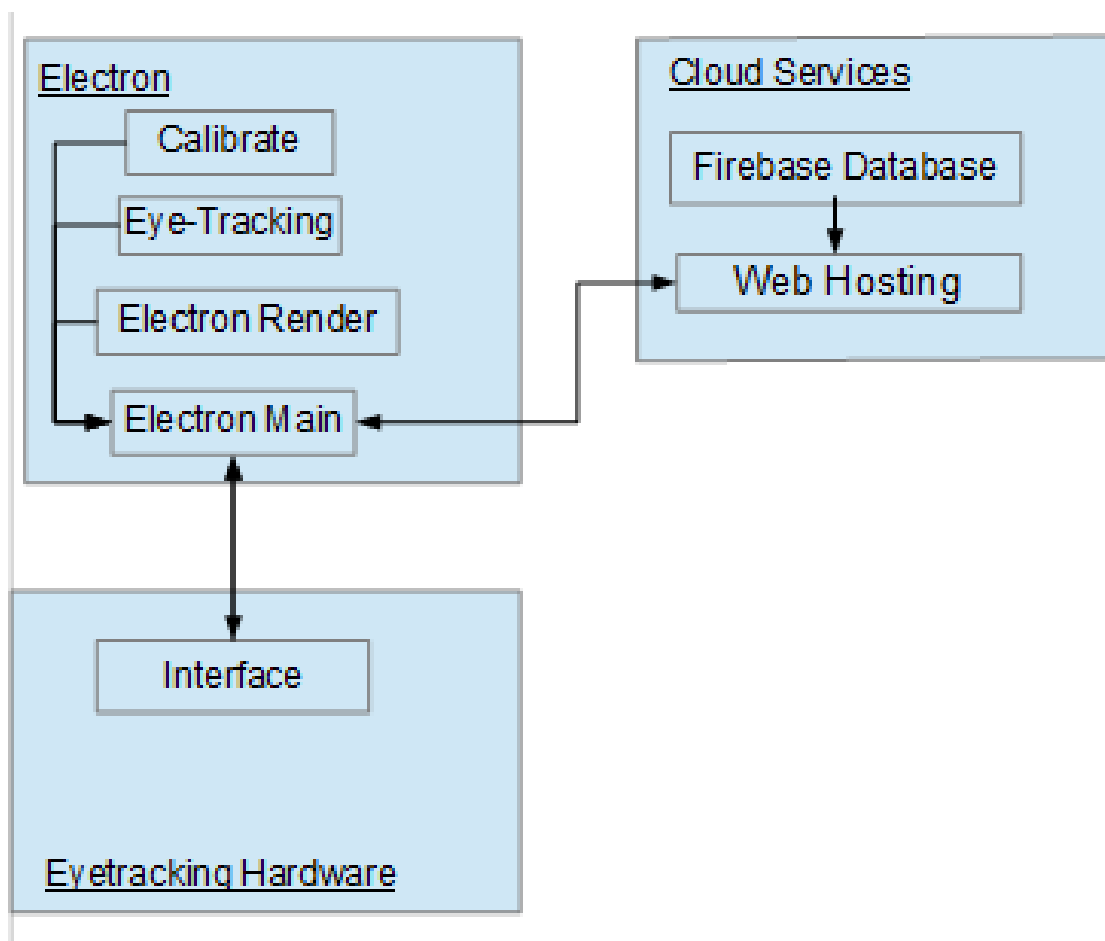 Electron
Calibrate
Eye-Tracking
Electron Render
Electron Main
Cloud Services
Firebase Database
Web Hosting
Interface
Eyetracking Hardware